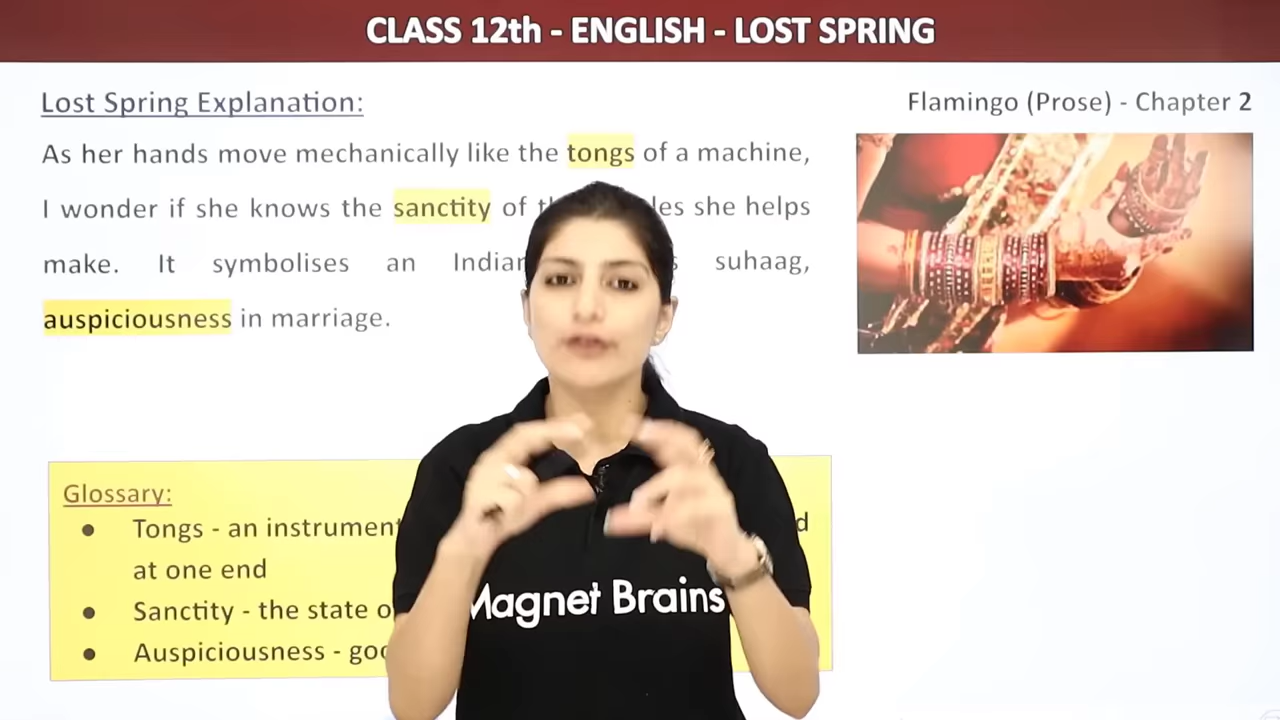 CLASS 12th - ENGLISH - LOST SPRING
Lost Spring Explanation:
Flamingo (Prose) - Chapter 2
As her hands move mechanically like the tongs of a machine,
I wonder if she knows the sanctity of she helps
make. It symbolises an Indian suhaag,
auspiciousness in marriage.
Glossary:
● Tongs - an instrument
at one end
● Sanctity - the state
● Auspiciousness -
Magnet Brains